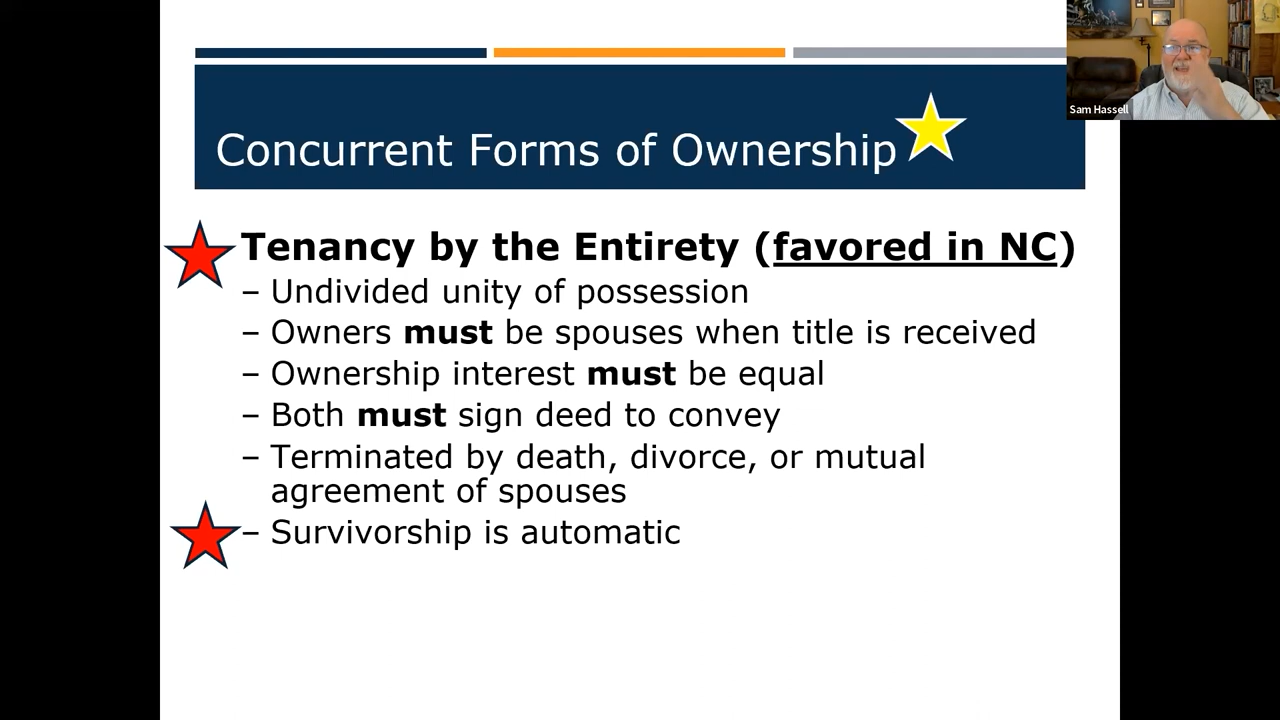 Concurrent Forms of Ownership
Sam Hassell
Tenancy by the Entirety (favored in NC)
– Undivided unity of possession
– Owners must be spouses when title is received
– Ownership interest must be equal
– Both must sign deed to convey
– Terminated by death, divorce, or mutual
agreement of spouses
– Survivorship is automatic